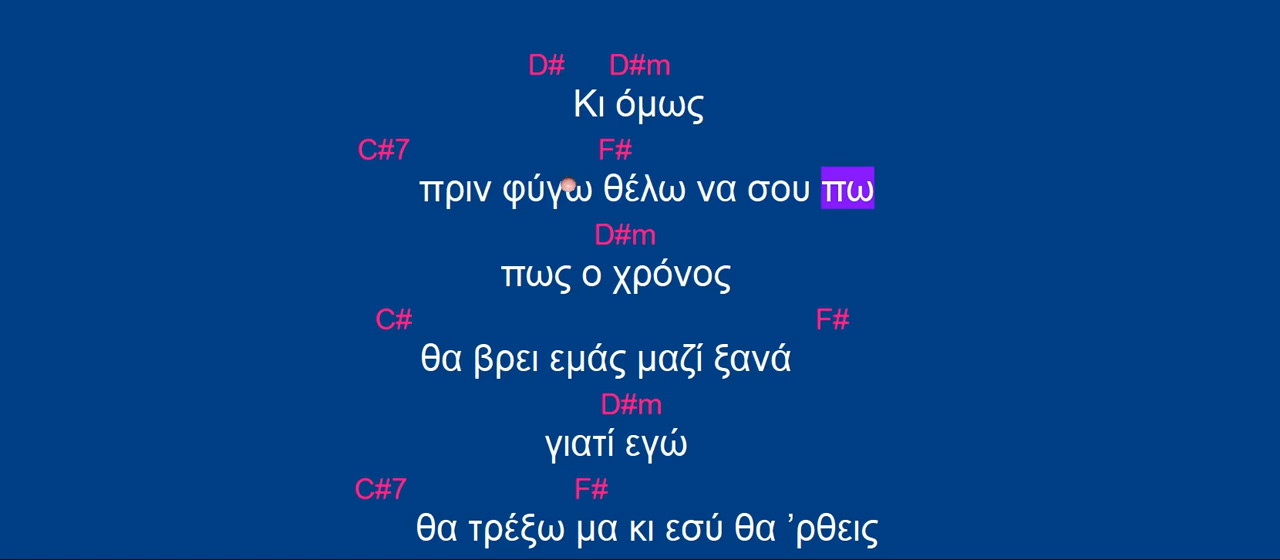 D# D#m
Κι όμως
C#7 F#
πριν φύγω θέλω να σου πω
D#m
πως ο χρόνος
C# F#
θα βρει εμάς μαζί ξανά
D#m
γιατί εγώ
C#7 F#
θα τρέξω μα κι εσύ θα ’ρθεις